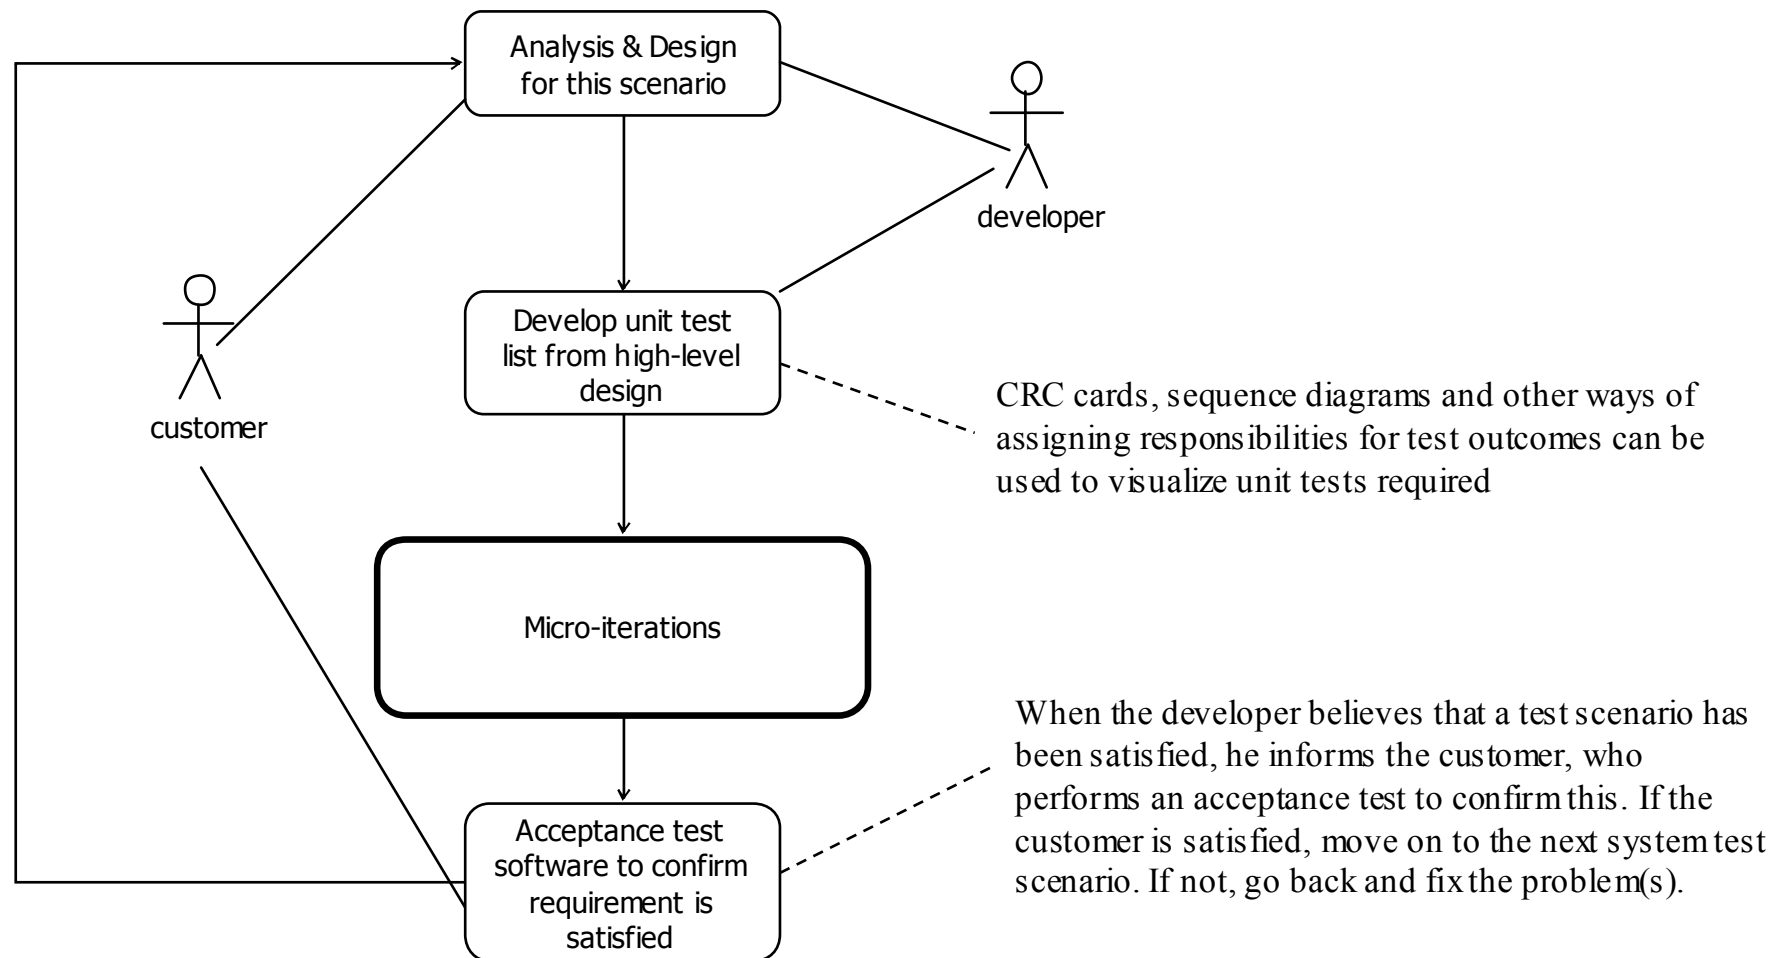 Analysis & Design
for this scenario
developer
Develop unit test
list from high-level
design
customer
CRC cards, sequence diagrams and other ways of
assigning responsibilities for test outcomes can be
used to visualize unit tests required
Micro-iterations
When the developer believes that a test scenario has
been satisfied, he informs the customer, who
performs an acceptance test to confirm this. If the
customer is satisfied, move on to the next system test
scenario. If not, go back and fix the problem(s).
Acceptance test
software to confirm
requirement is
satisfied